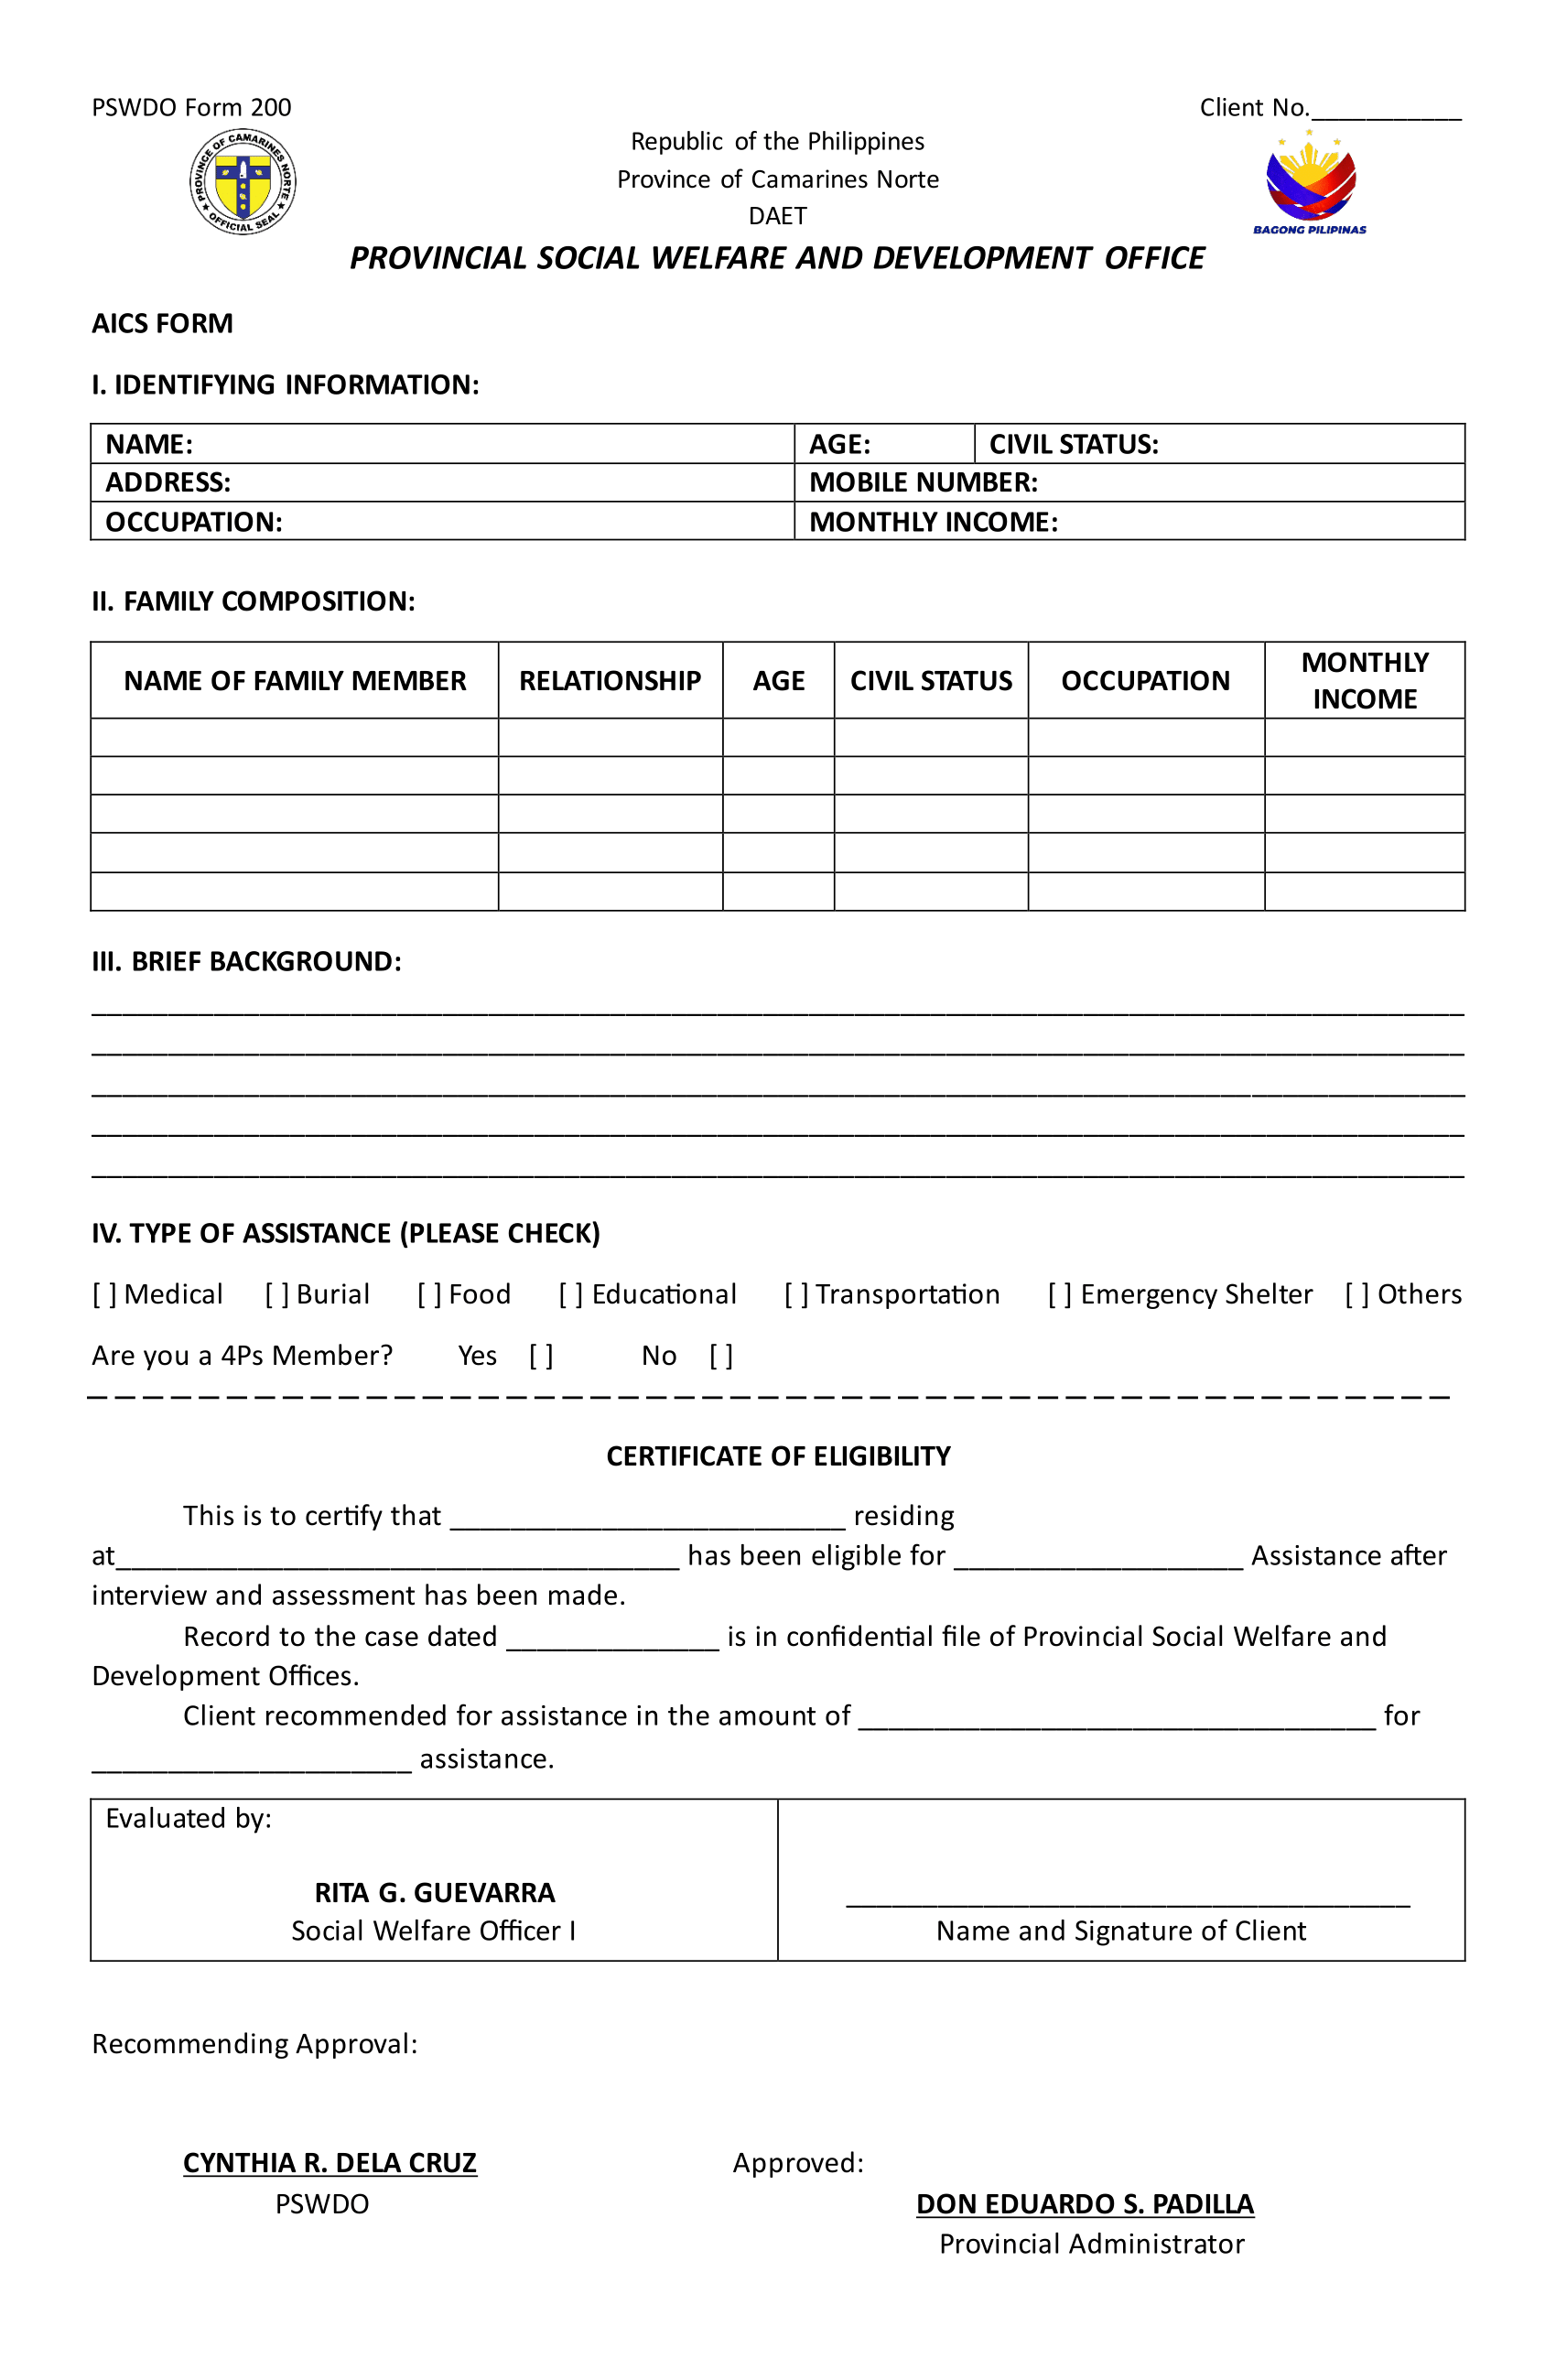 PSWDO Form 200 Client No.___________
PROVINCE OF CAMARINES NORTE
OFFICIAL SEAL
Republic of the Philippines
Province of Camarines Norte
DAET
BAGONG PILIPINAS
PROVINCIAL SOCIAL WELFARE AND DEVELOPMENT OFFICE
AICS FORM
I. IDENTIFYING INFORMATION:
NAME: AGE: CIVIL STATUS:
ADDRESS: MOBILE NUMBER:
OCCUPATION: MONTHLY INCOME:
II. FAMILY COMPOSITION:
NAME OF FAMILY MEMBER RELATIONSHIP AGE CIVIL STATUS OCCUPATION MONTHLY INCOME
III. BRIEF BACKGROUND:
IV. TYPE OF ASSISTANCE (PLEASE CHECK)
[ ] Medical [ ] Burial [ ] Food [ ] Educational [ ] Transportation [ ] Emergency Shelter [ ] Others
Are you a 4Ps Member? Yes [ ] No [ ]
CERTIFICATE OF ELIGIBILITY
This is to certify that __________________________ residing
at_____________________________________ has been eligible for ___________________ Assistance after
interview and assessment has been made.
Record to the case dated ______________ is in confidential file of Provincial Social Welfare and
Development Offices.
Client recommended for assistance in the amount of __________________________________ for
_____________________ assistance.
Evaluated by:
RITA G. GUEVARRA
Social Welfare Officer I
_____________________________________
Name and Signature of Client
Recommending Approval:
CYNTHIA R. DELA CRUZ Approved:
PSWDO DON EDUARDO S. PADILLA
Provincial Administrator